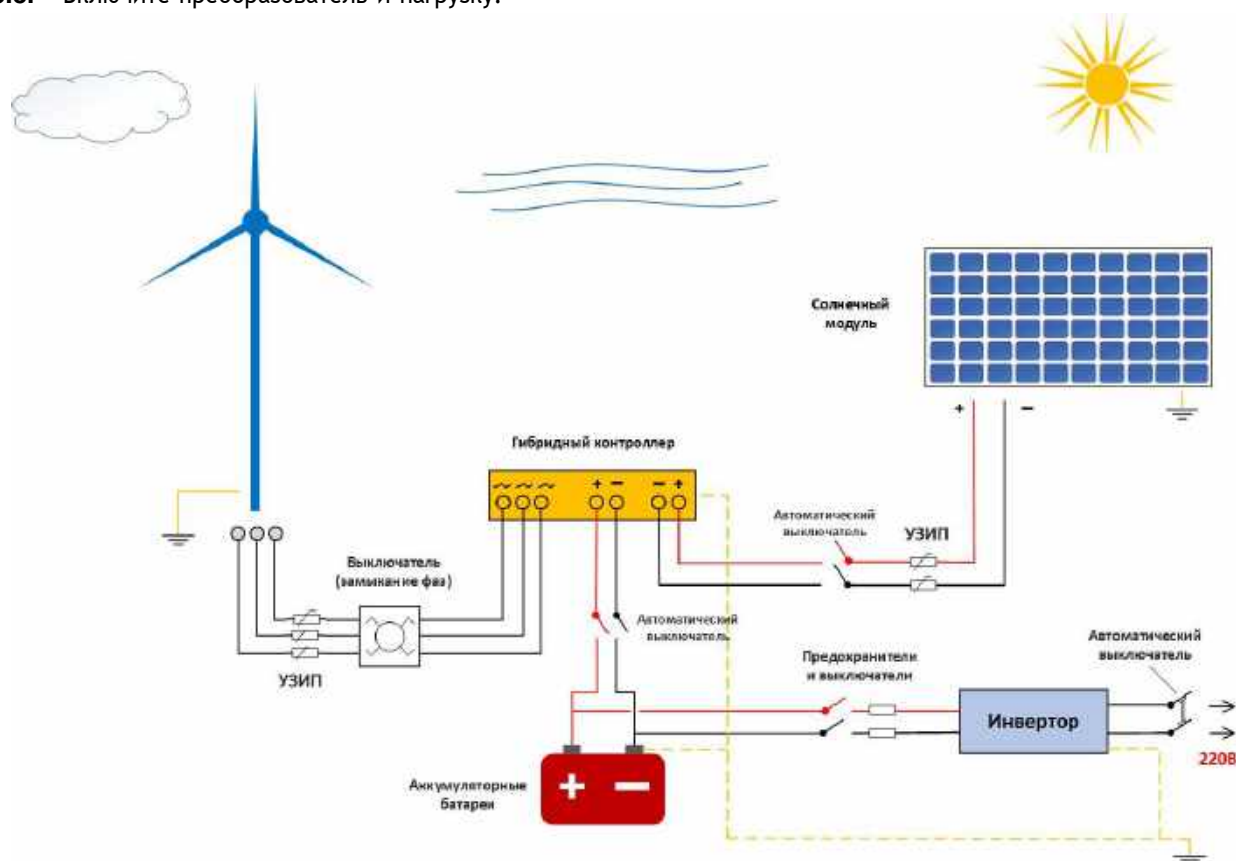 Включите преобразователь и нагрузку.
Солнечный
модуль
+ −
Гибридный контроллер
~ ~ ~ + − − +
Автоматический
выключатель
УЗИП
Выключатель
(замыкание фаз)
Автоматический
выключатель
УЗИП
Предохранители
и выключатели
Автоматический
выключатель
Инвертор
220В
Аккумуляторные
батареи
+ −